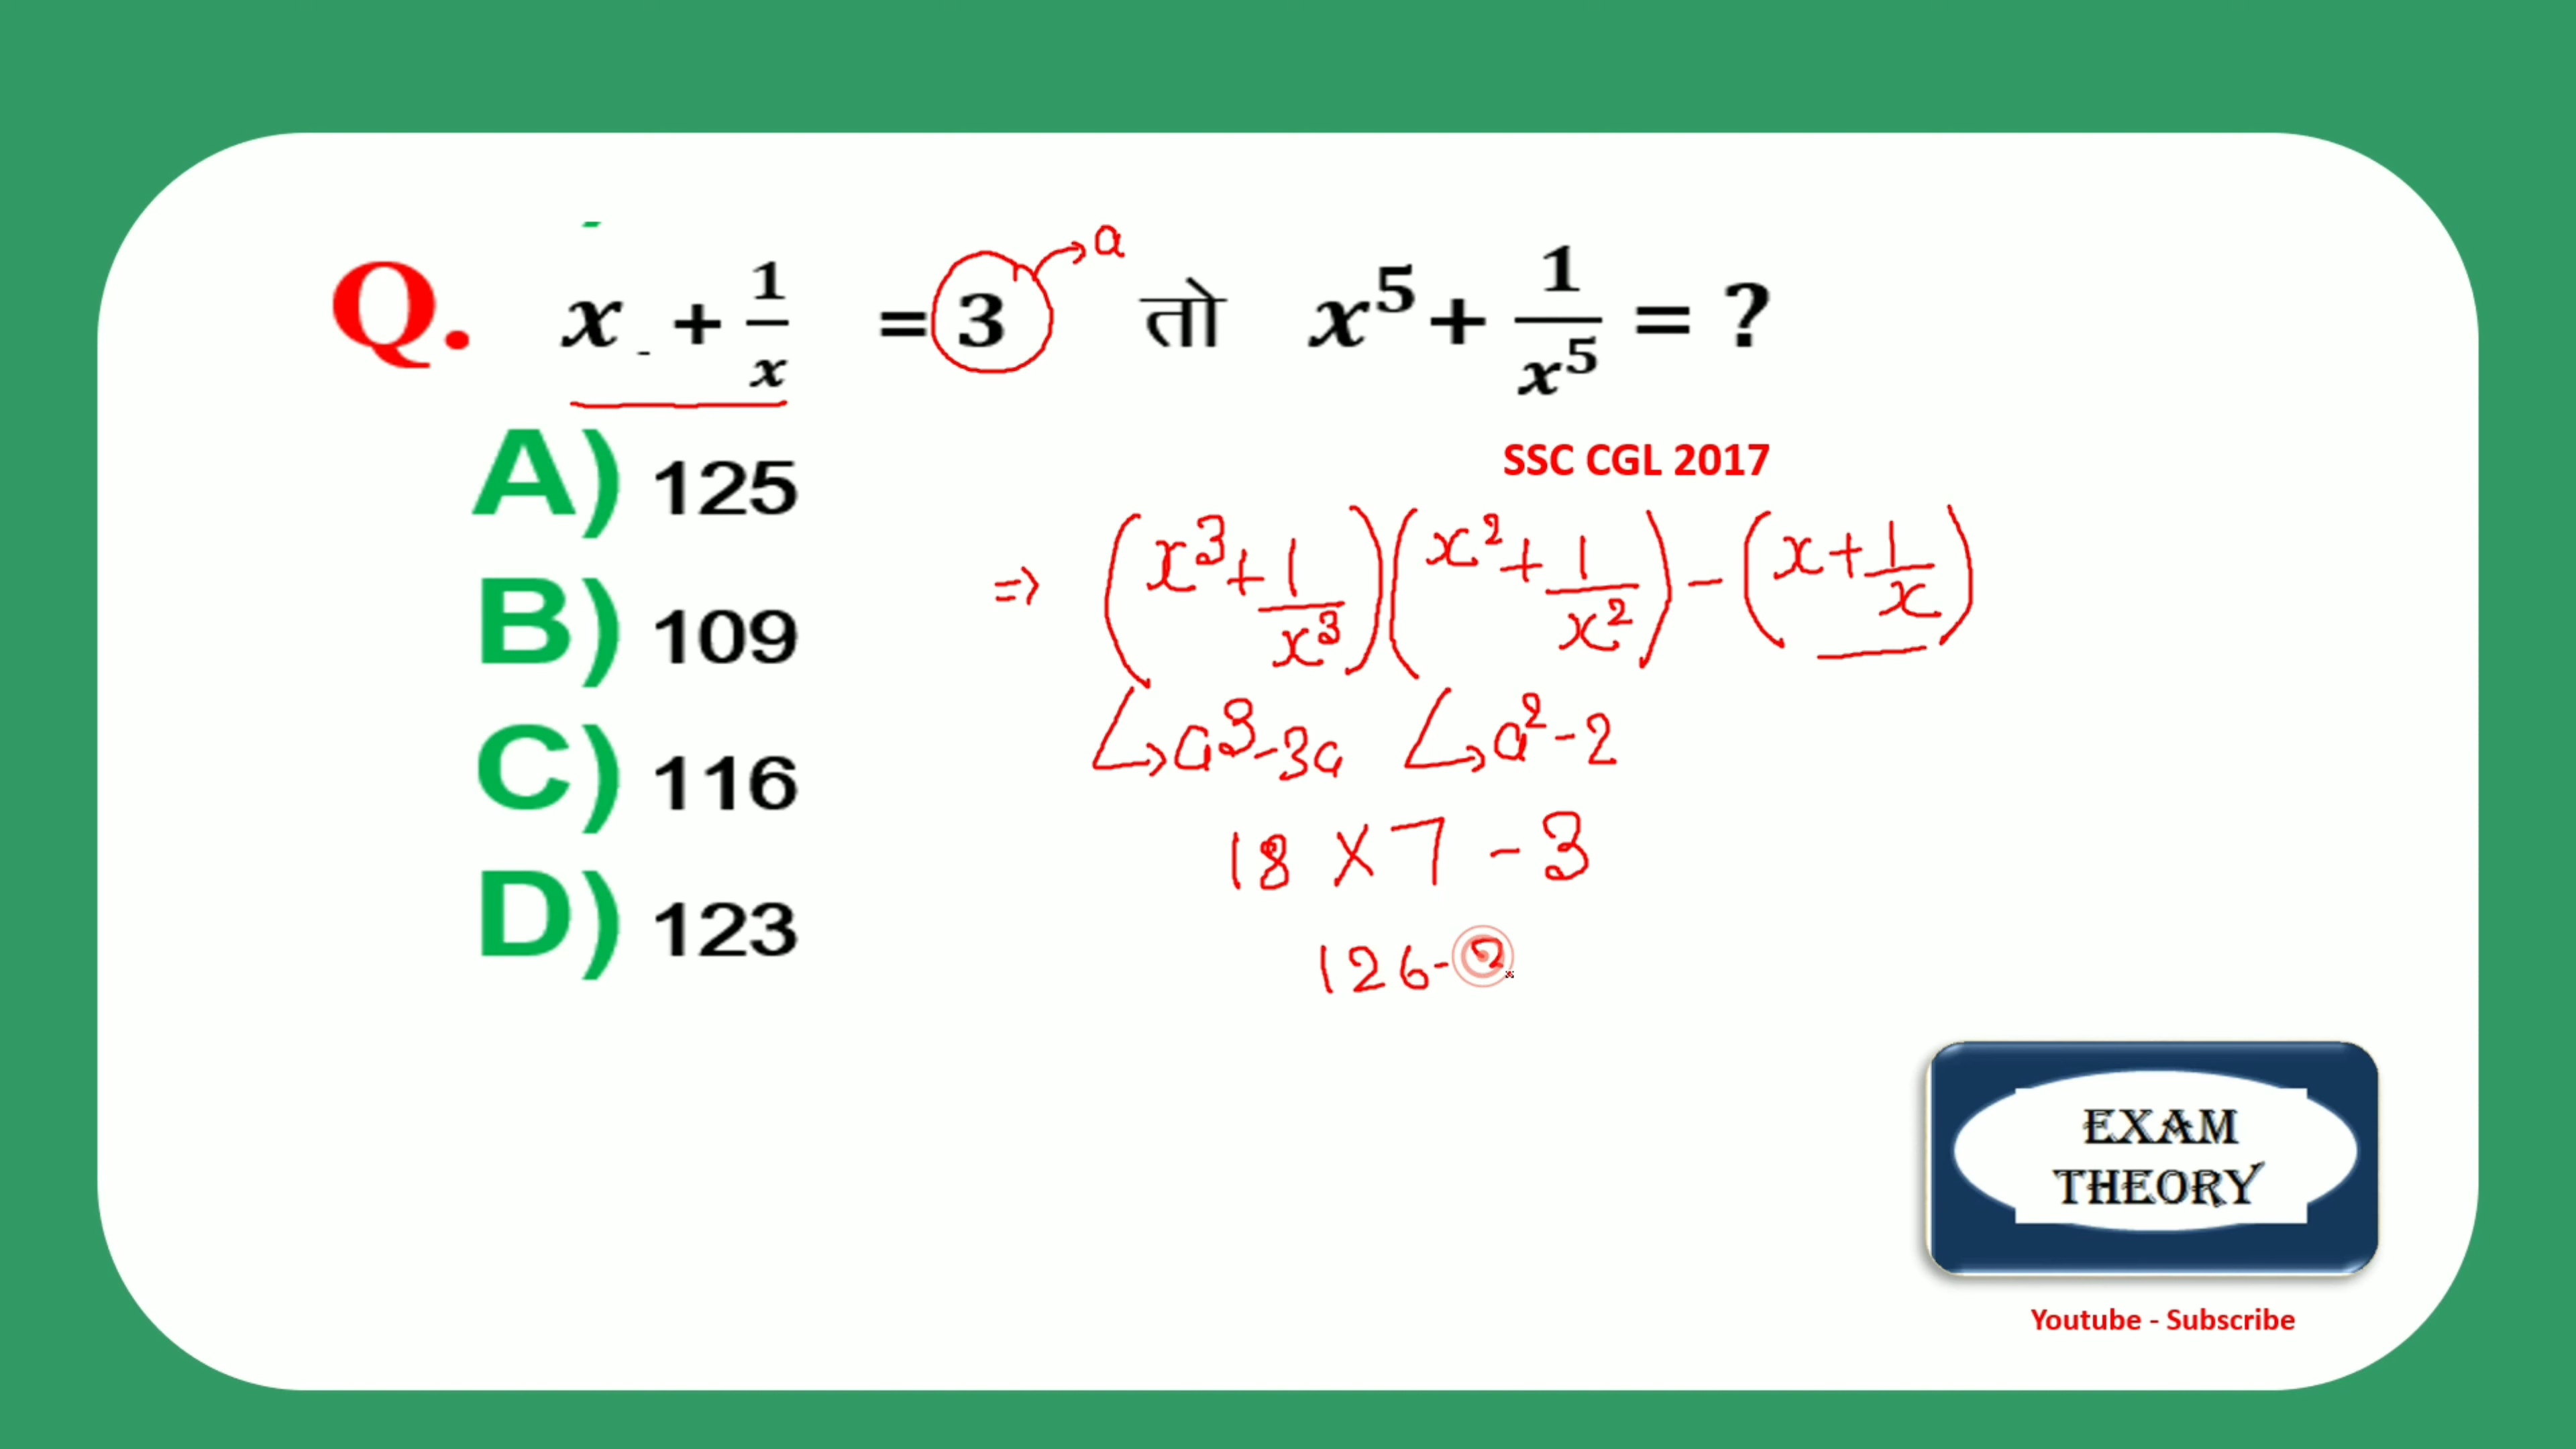 Q. x + 1/x = 3 → a तो x⁵ + 1/x⁵ = ?
A) 125
SSC CGL 2017
⇒ (x³ + 1/x³)(x² + 1/x²) - (x + 1/x)
B) 109
↳ a³ - 3a ↳ a² - 2
C) 116
18 × 7 - 3
D) 123
126 -
EXAM
THEORY
Youtube - Subscribe